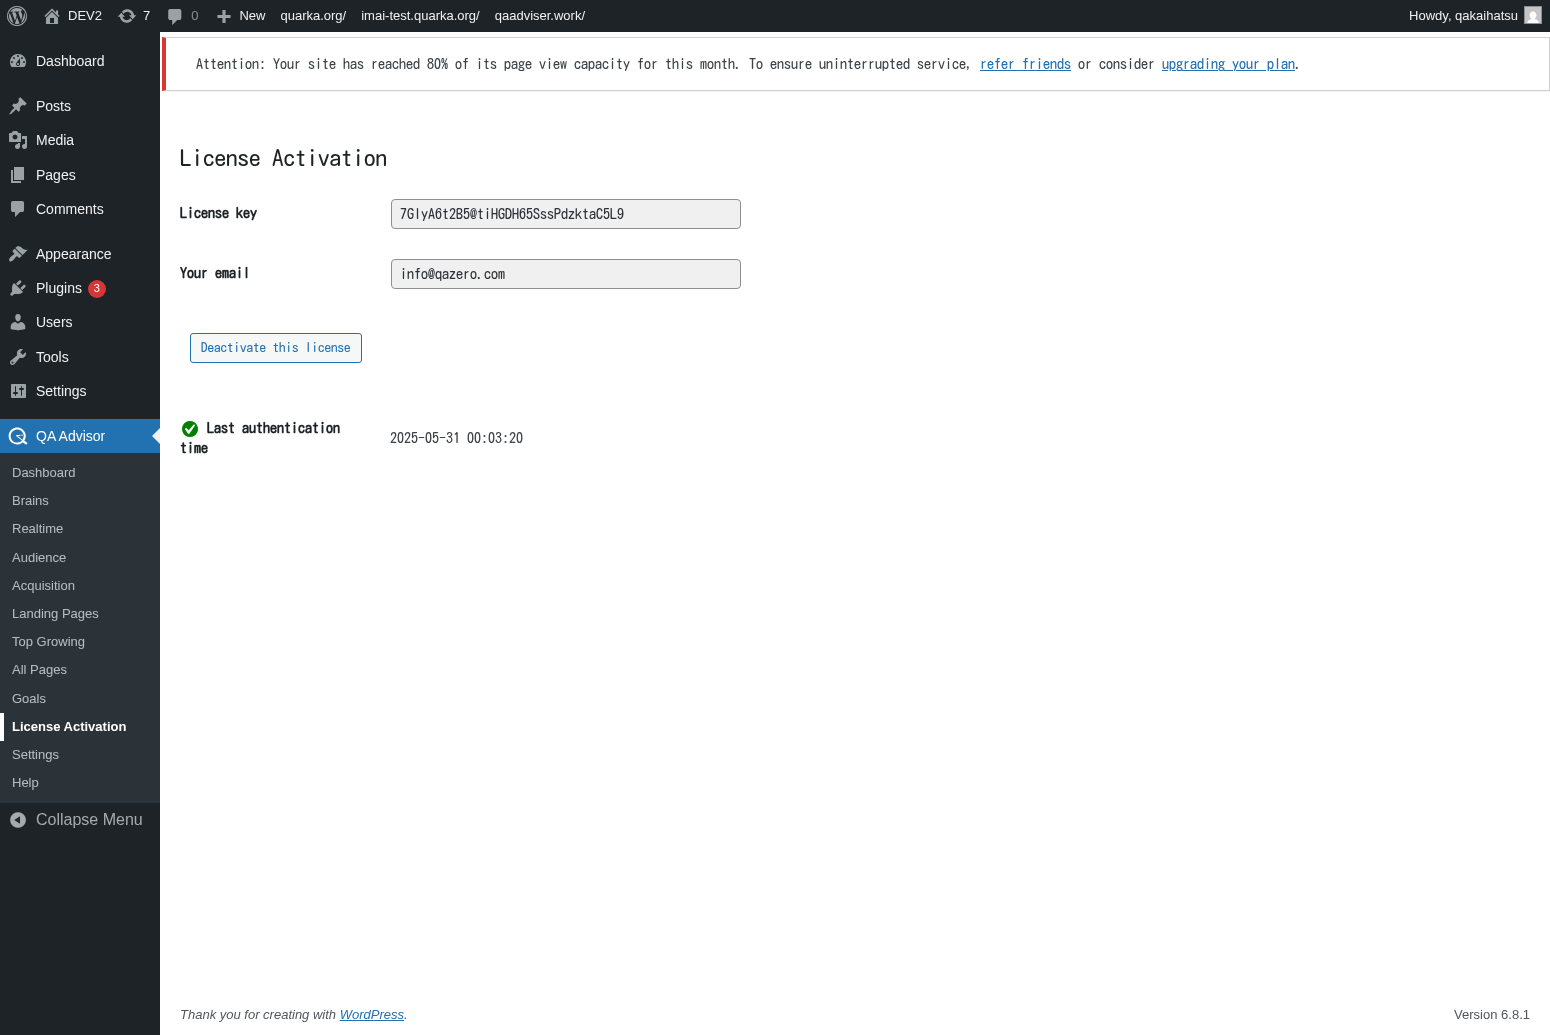 DEV2 7 0 New quarka.org/ imai-test.quarka.org/ qaadviser.work/ Howdy, qakaihatsu
Dashboard
Posts
Media
Pages
Comments
Appearance
Plugins 3
Users
Tools
Settings
QA Advisor
Dashboard
Brains
Realtime
Audience
Acquisition
Landing Pages
Top Growing
All Pages
Goals
License Activation
Settings
Help
Collapse Menu
Attention: Your site has reached 80% of its page view capacity for this month. To ensure uninterrupted service, refer friends or consider upgrading your plan.
License Activation
License key 7GlyA6t2B5@tiHGDH65SssPdzktaC5L9
Your email info@qazero.com
Deactivate this license
Last authentication
time
2025-05-31 00:03:20
Thank you for creating with WordPress. Version 6.8.1